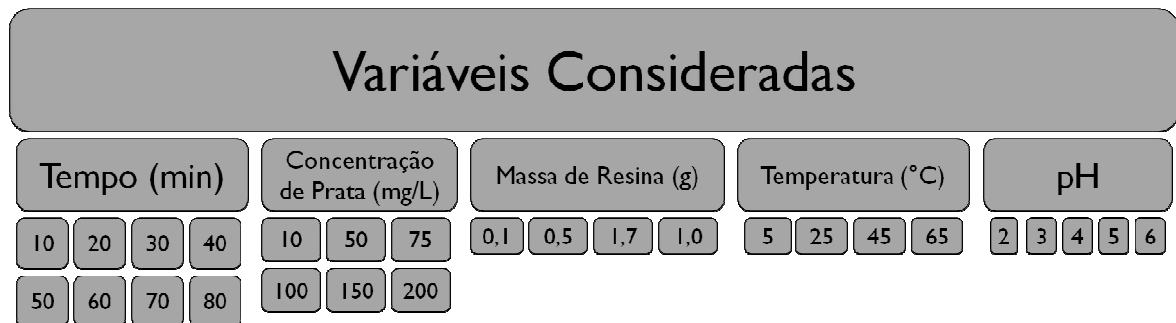 Variáveis Consideradas
Tempo (min)
10 20 30 40
50 60 70 80
Concentração
de Prata (mg/L)
10 50 75
100 150 200
Massa de Resina (g)
0,1 0,5 1,7 1,0
Temperatura (°C)
5 25 45 65
pH
2 3 4 5 6